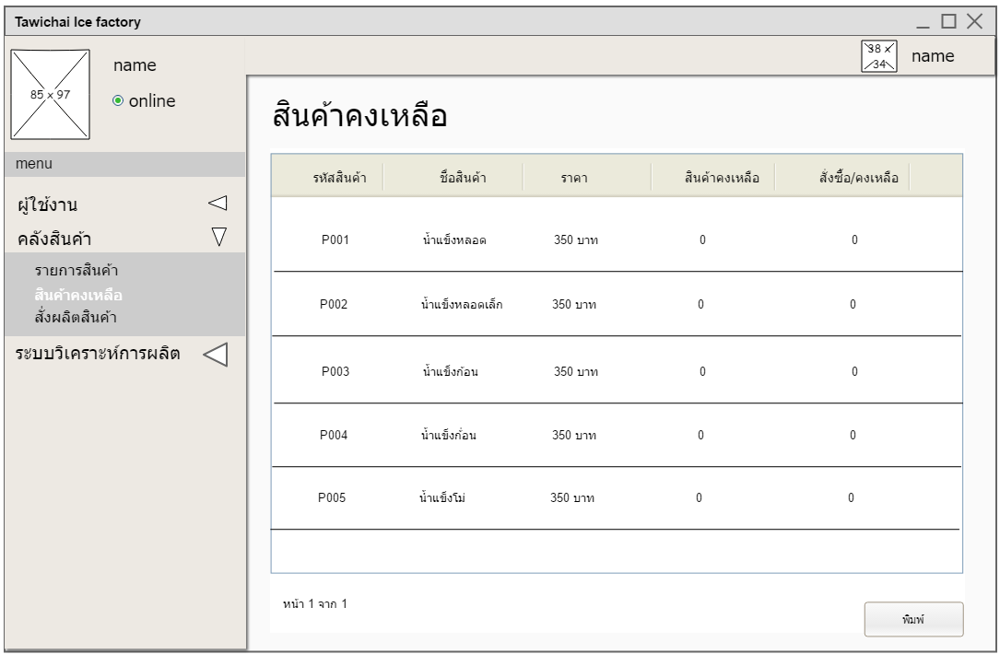 Tawichai Ice factory
85 x 97
name
online
38 x 34
name
menu
ผู้ใช้งาน
คลังสินค้า
รายการสินค้า
สินค้าคงเหลือ
สั่งผลิตสินค้า
ระบบวิเคราะห์การผลิต
สินค้าคงเหลือ
รหัสสินค้า ชื่อสินค้า ราคา สินค้าคงเหลือ สั่งซื้อ/คงเหลือ
P001 น้ำแข็งหลอด 350 บาท 0 0
P002 น้ำแข็งหลอดเล็ก 350 บาท 0 0
P003 น้ำแข็งก้อน 350 บาท 0 0
P004 น้ำแข็งก้อน 350 บาท 0 0
P005 น้ำแข็งโม่ 350 บาท 0 0
หน้า 1 จาก 1
พิมพ์